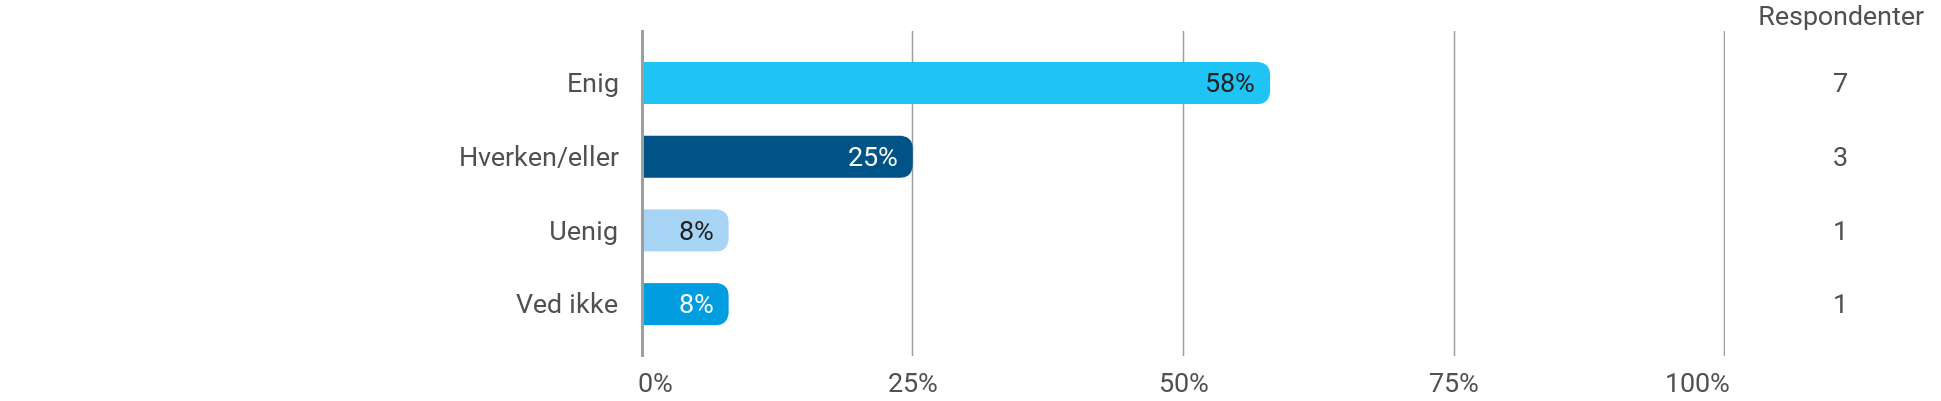 Respondenter
Enig 58% 7
Hverken/eller 25% 3
Uenig 8% 1
Ved ikke 8% 1
0% 25% 50% 75% 100%